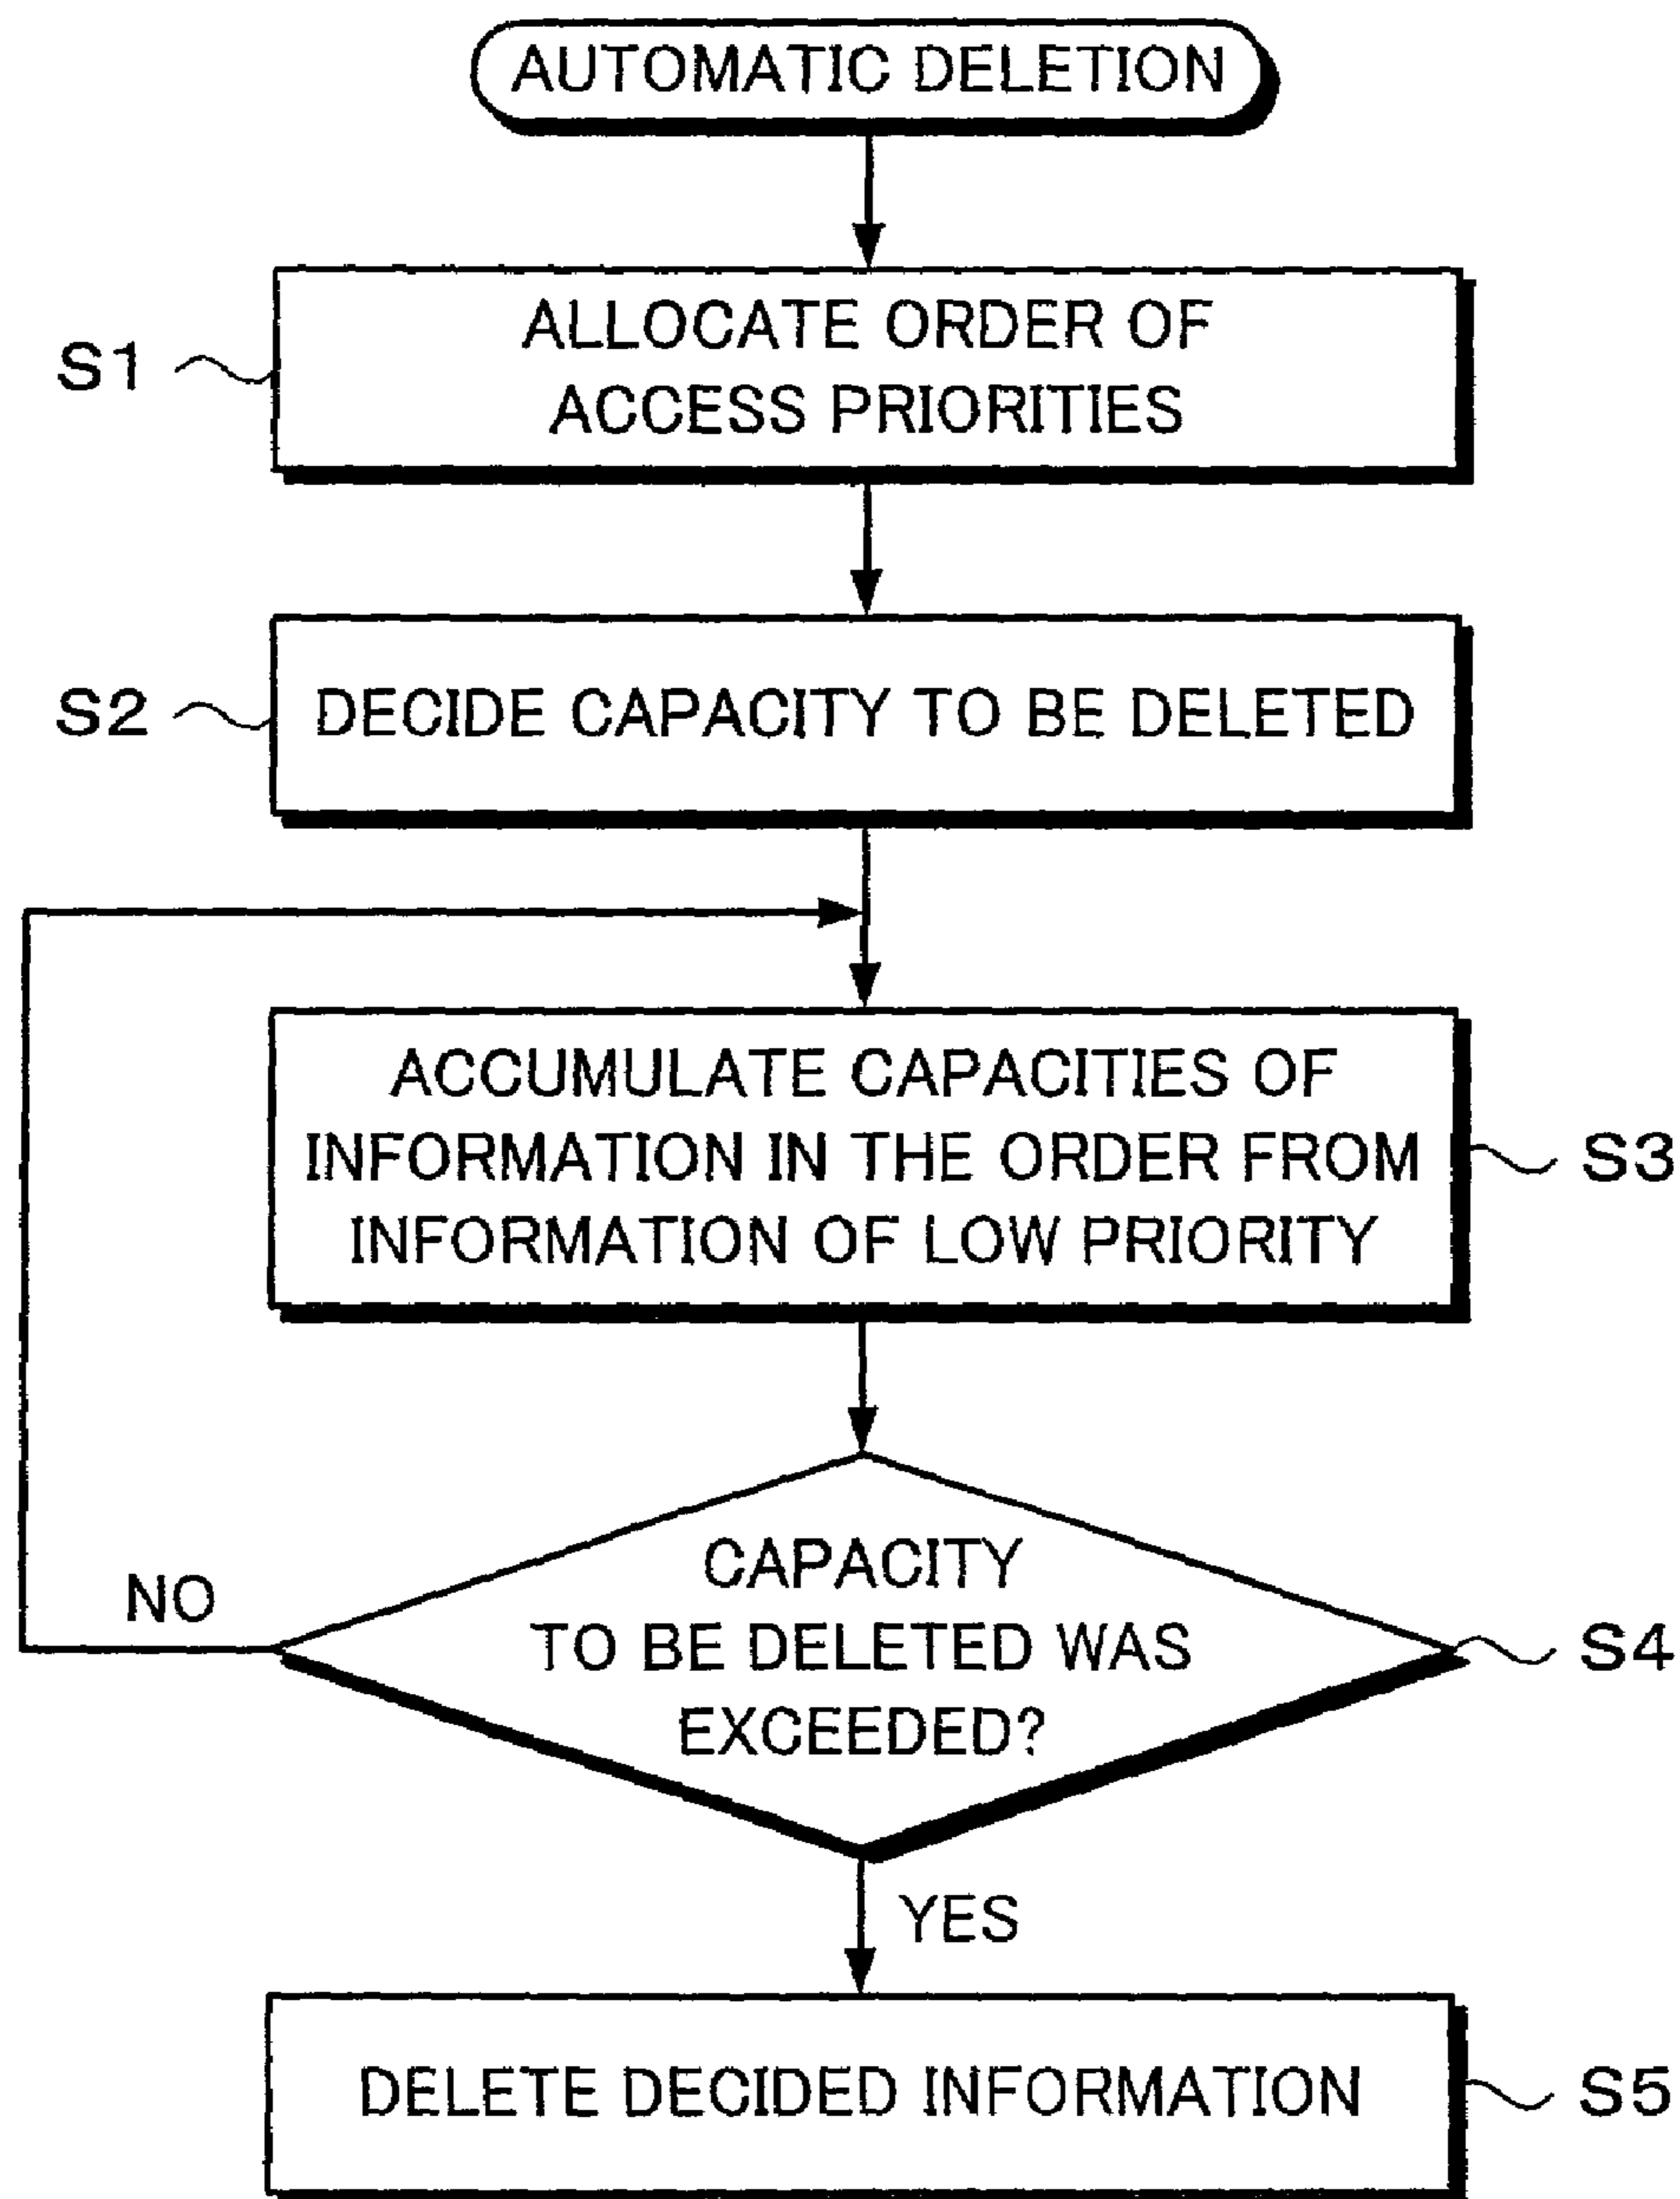 AUTOMATIC DELETION
S1
ALLOCATE ORDER OF
ACCESS PRIORITIES
S2
DECIDE CAPACITY TO BE DELETED
ACCUMULATE CAPACITIES OF
INFORMATION IN THE ORDER FROM
INFORMATION OF LOW PRIORITY
S3
CAPACITY
TO BE DELETED WAS
EXCEEDED?
S4
NO
YES
DELETE DECIDED INFORMATION
S5